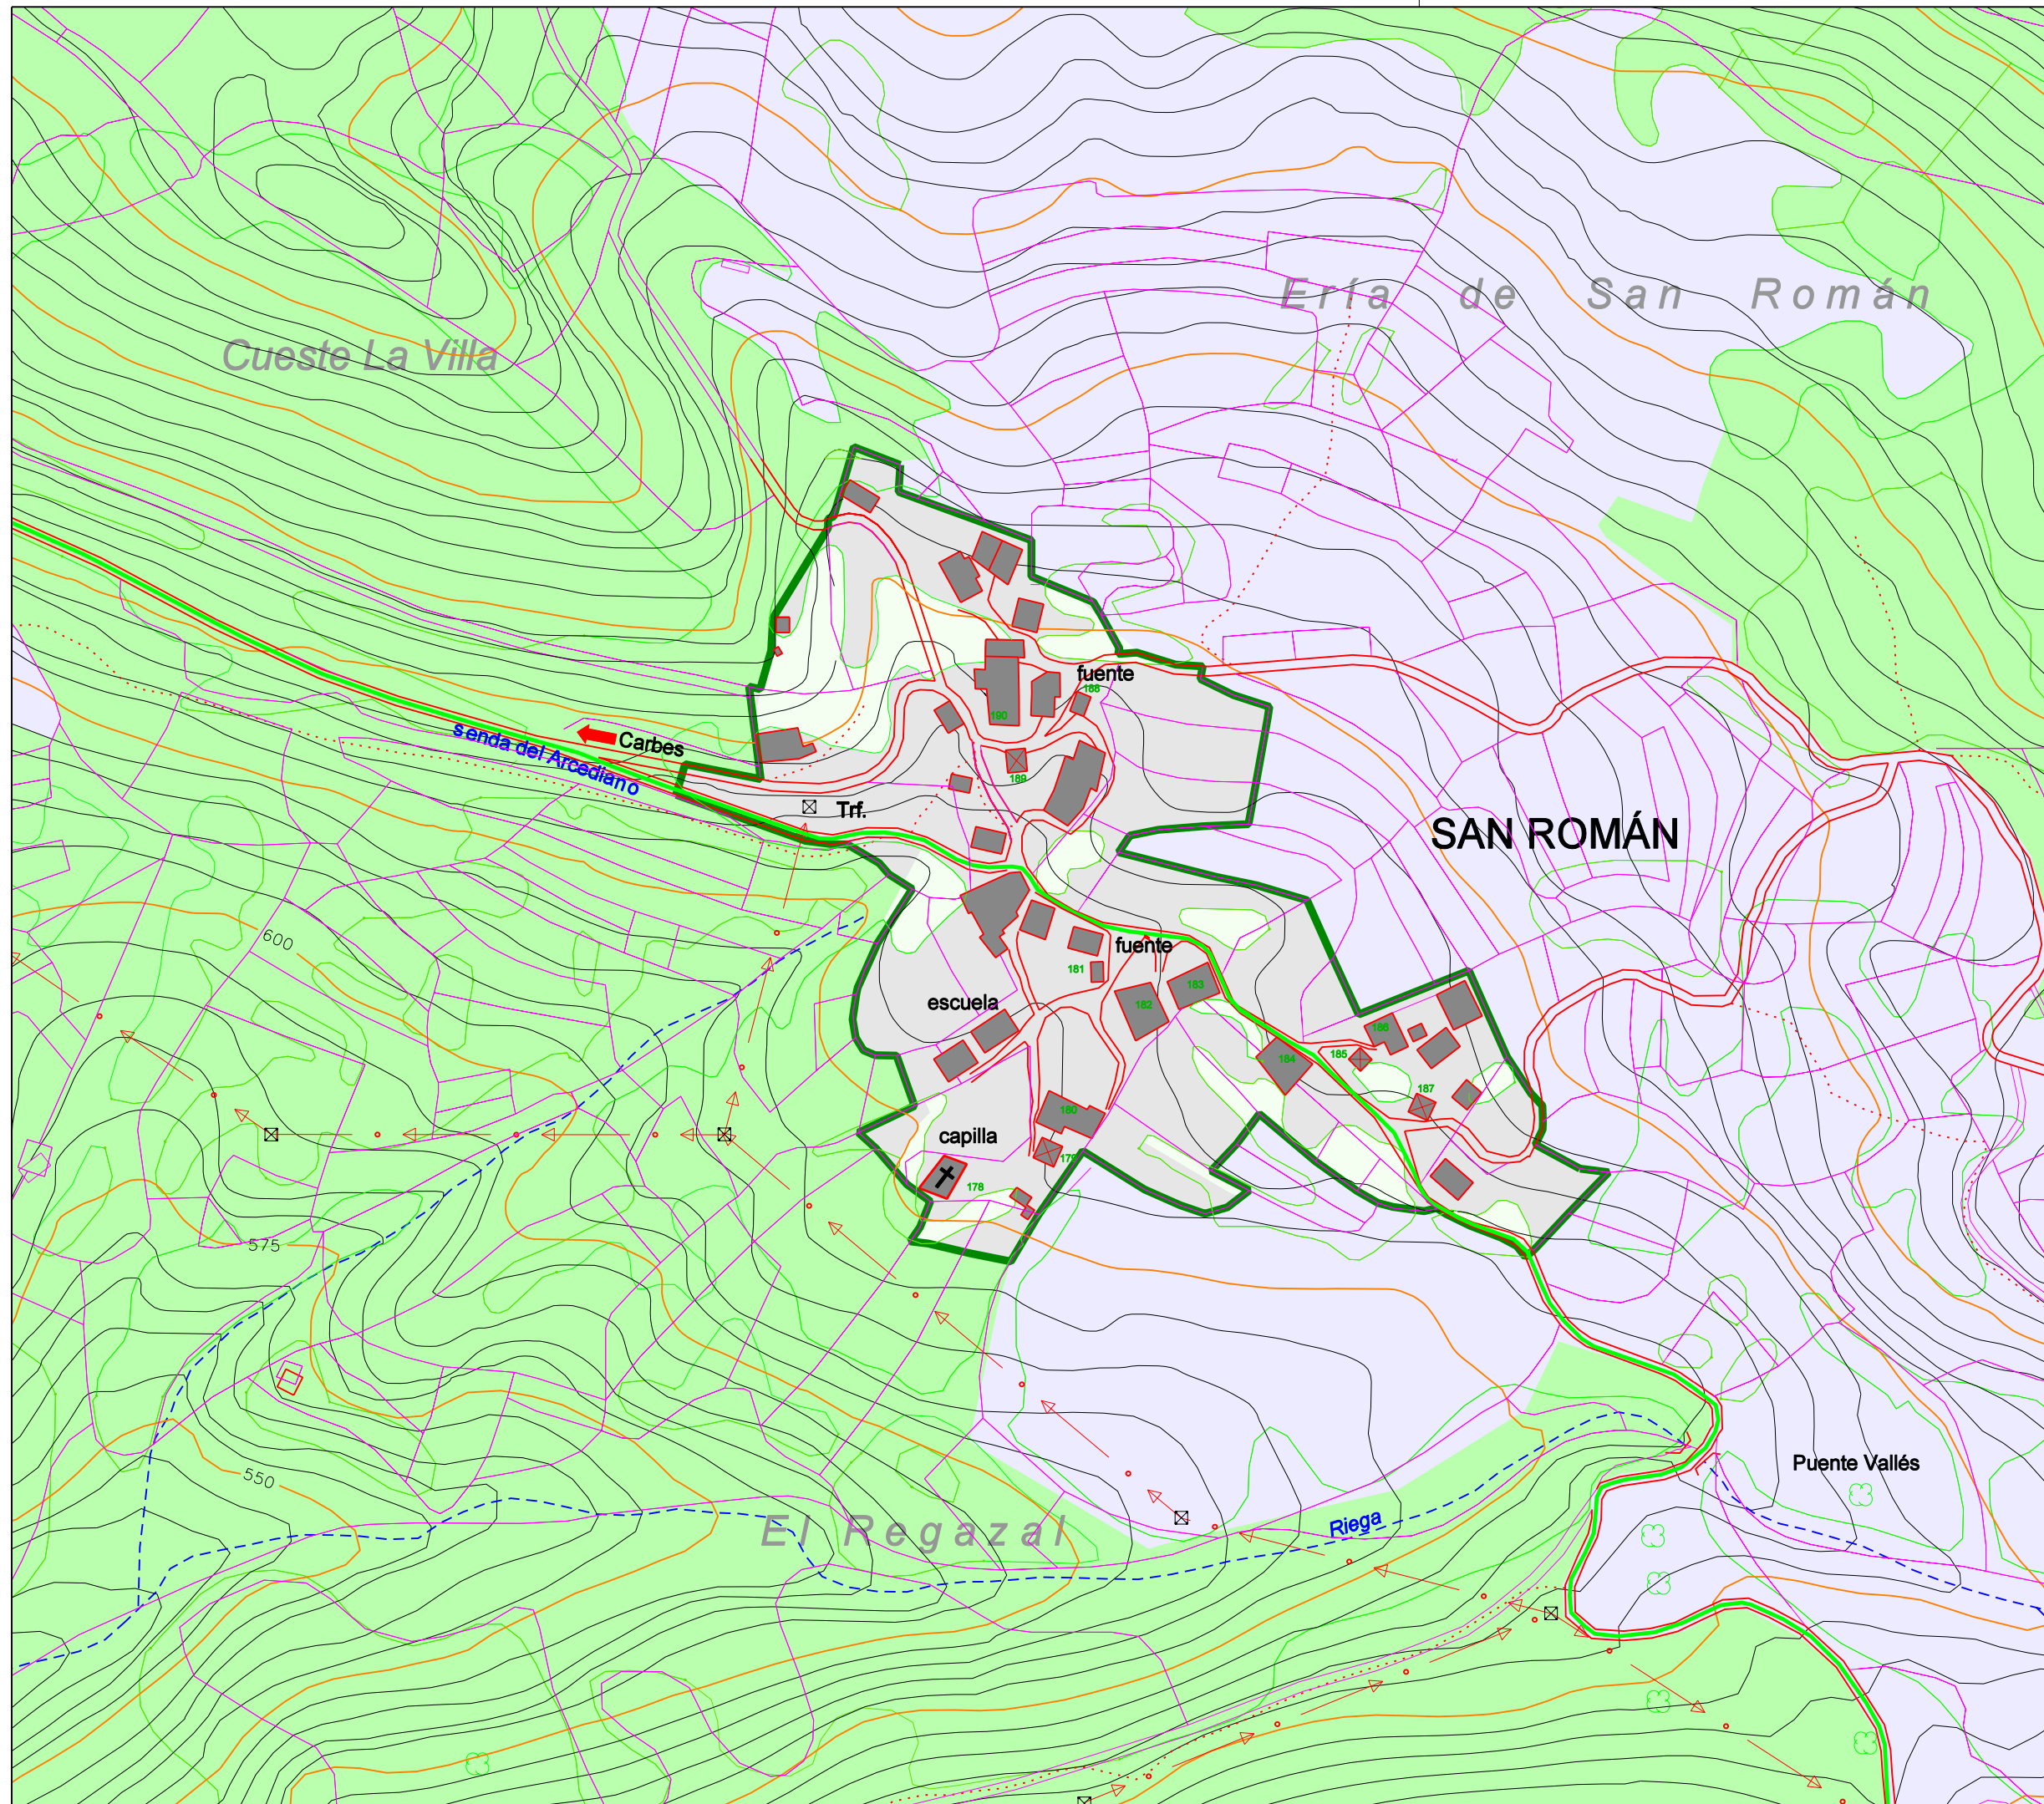 Ería de San Román
Cueste La Villa
fuente
188
190
senda del Arcediano
Carbes
189
Trf.
SAN ROMÁN
600
fuente
181
183
182
escuela
186
185
184
187
180
capilla
179
178
575
Puente Vallés
550
El Regazal
Riega